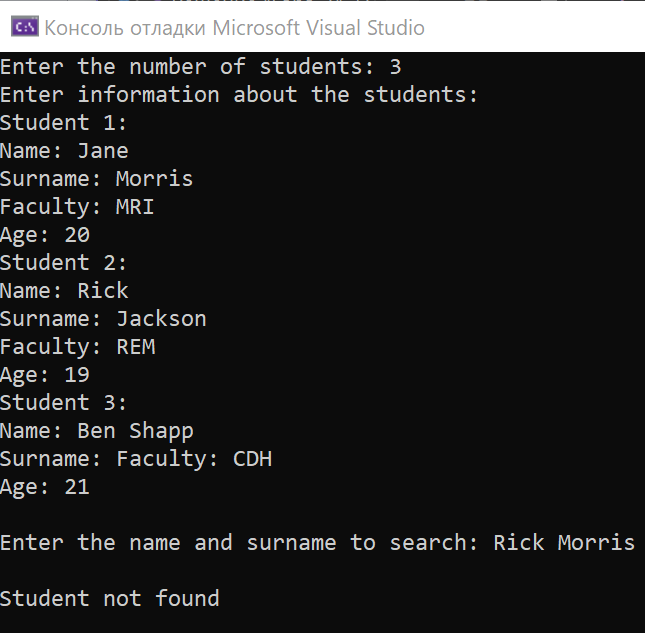 Консоль отладки Microsoft Visual Studio
Enter the number of students: 3
Enter information about the students:
Student 1:
Name: Jane
Surname: Morris
Faculty: MRI
Age: 20
Student 2:
Name: Rick
Surname: Jackson
Faculty: REM
Age: 19
Student 3:
Name: Ben Shapp
Surname: Faculty: CDH
Age: 21
Enter the name and surname to search: Rick Morris
Student not found